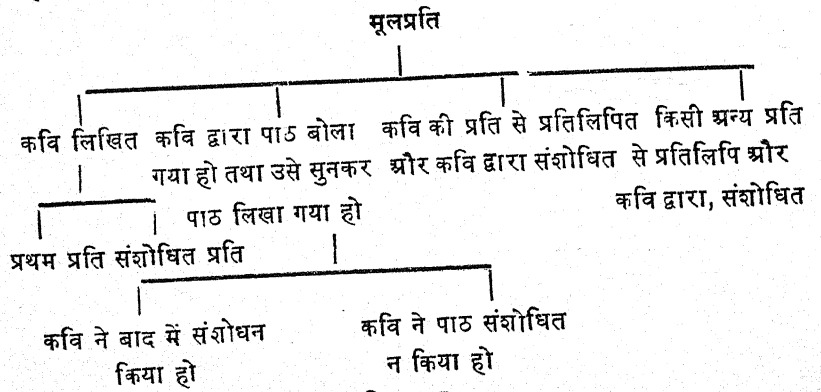 मूलप्रति
कवि लिखित कवि द्वारा पाठ बोला कवि की प्रति से प्रतिलिपित किसी अन्य प्रति
गया हो तथा उसे सुनकर और कवि द्वारा संशोधित से प्रतिलिपि और
पाठ लिखा गया हो कवि द्वारा, संशोधित
प्रथम प्रति संशोधित प्रति
कवि ने बाद में संशोधन कवि ने पाठ संशोधित
किया हो न किया हो